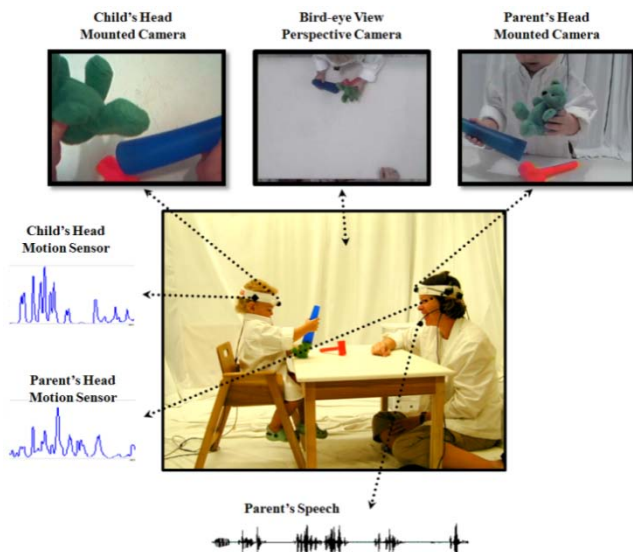 Child's Head
Mounted Camera
Bird-eye View
Perspective Camera
Parent's Head
Mounted Camera
Child's Head
Motion Sensor
Parent's Head
Motion Sensor
Parent's Speech